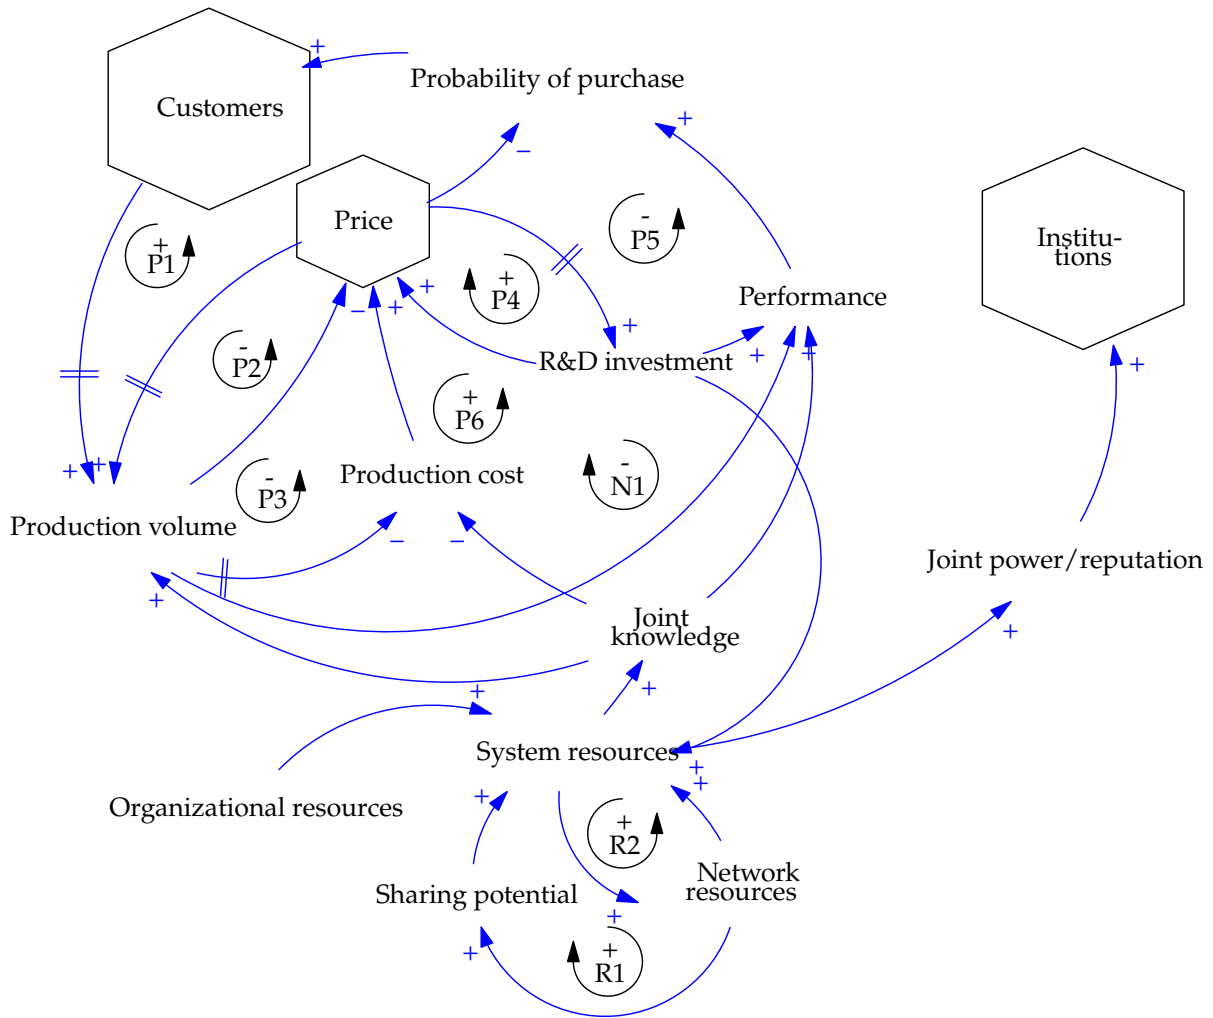 +
Probability of purchase
Customers
+
−
Price
+
P1
-
P5
Institu-
tions
+
P4
+
+
−
Performance
+
-
P2
R&D investment
+
+
+
+
P6
+
+
-
P3
Production cost
-
N1
Production volume
−
−
Joint power/reputation
+
Joint
knowledge
+
+
+
System resources
+
+
+
Organizational resources
+
R2
Network
resources
Sharing potential
+
+
+
R1